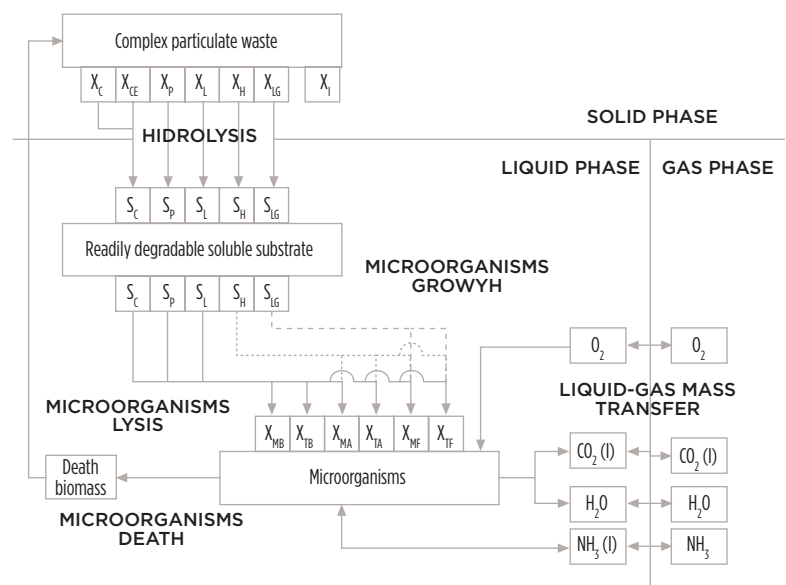 Complex particulate waste
X_C X_CE X_P X_L X_H X_LG X_I
SOLID PHASE
HIDROLYSIS
LIQUID PHASE GAS PHASE
S_C S_P S_L S_H S_LG
Readily degradable soluble substrate
S_C S_P S_L S_H S_LG
MICROORGANISMS
GROWYH
O_2 O_2
LIQUID-GAS MASS
TRANSFER
MICROORGANISMS
LYSIS
X_MB X_TB X_MA X_TA X_MF X_TF
CO_2 (l) CO_2 (l)
Death
biomass
Microorganisms
H_2O H_2O
MICROORGANISMS
DEATH
NH_3 (l) NH_3